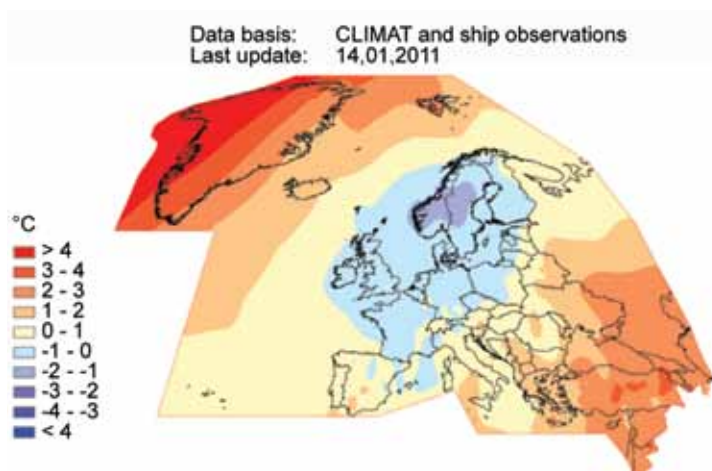 Data basis: CLIMAT and ship observations
Last update: 14,01,2011
°C
> 4
3 - 4
2 - 3
1 - 2
0 - 1
-1 - 0
-2 - -1
-3 - -2
-4 - -3
< 4